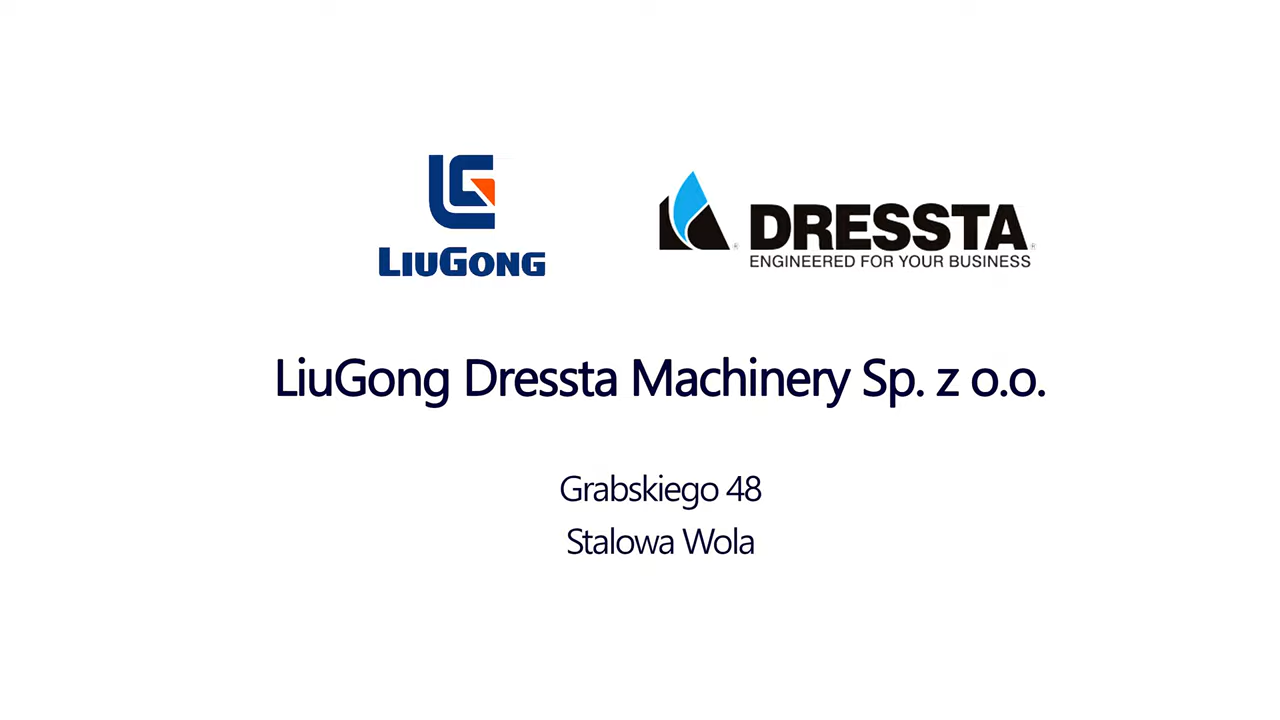 LIUGONG
DRESSTA
ENGINEERED FOR YOUR BUSINESS
LiuGong Dressta Machinery Sp. z o.o.
Grabskiego 48
Stalowa Wola